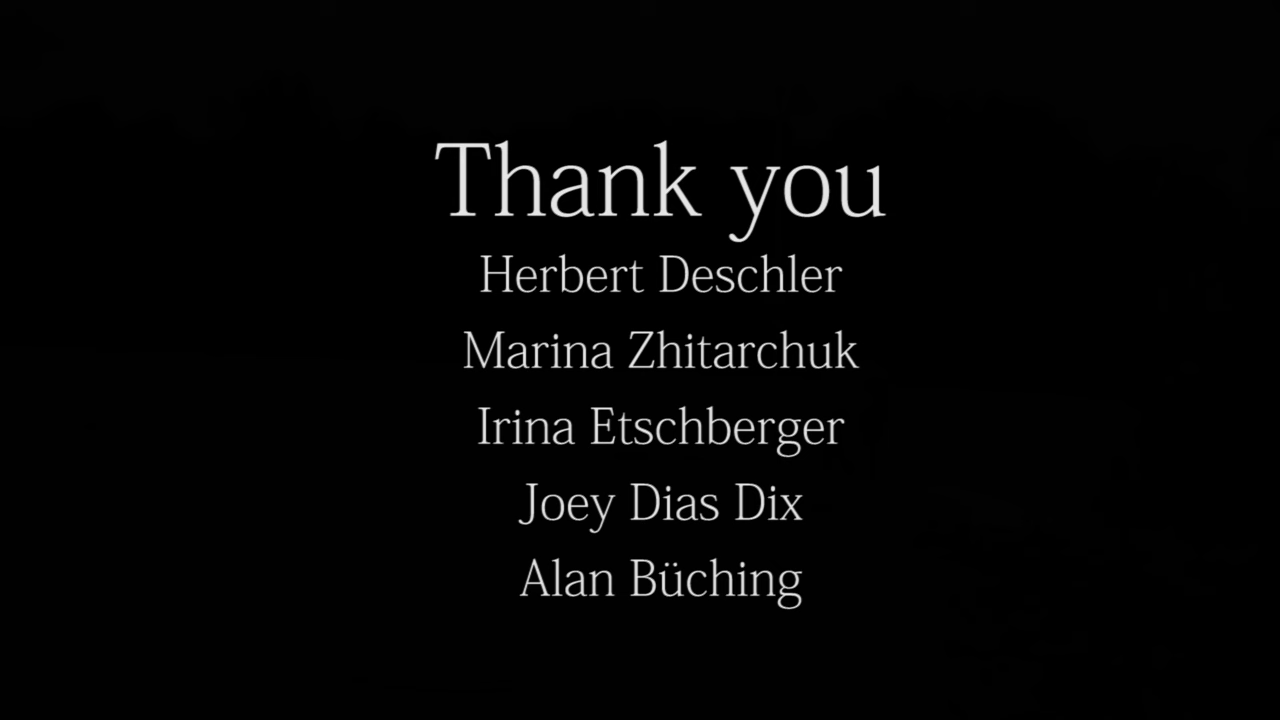 Thank you
Herbert Deschler
Marina Zhitarchuk
Irina Etschberger
Joey Dias Dix
Alan Büching